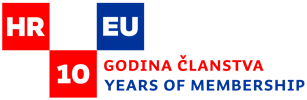 HR EU
10 GODINA ČLANSTVA
YEARS OF MEMBERSHIP